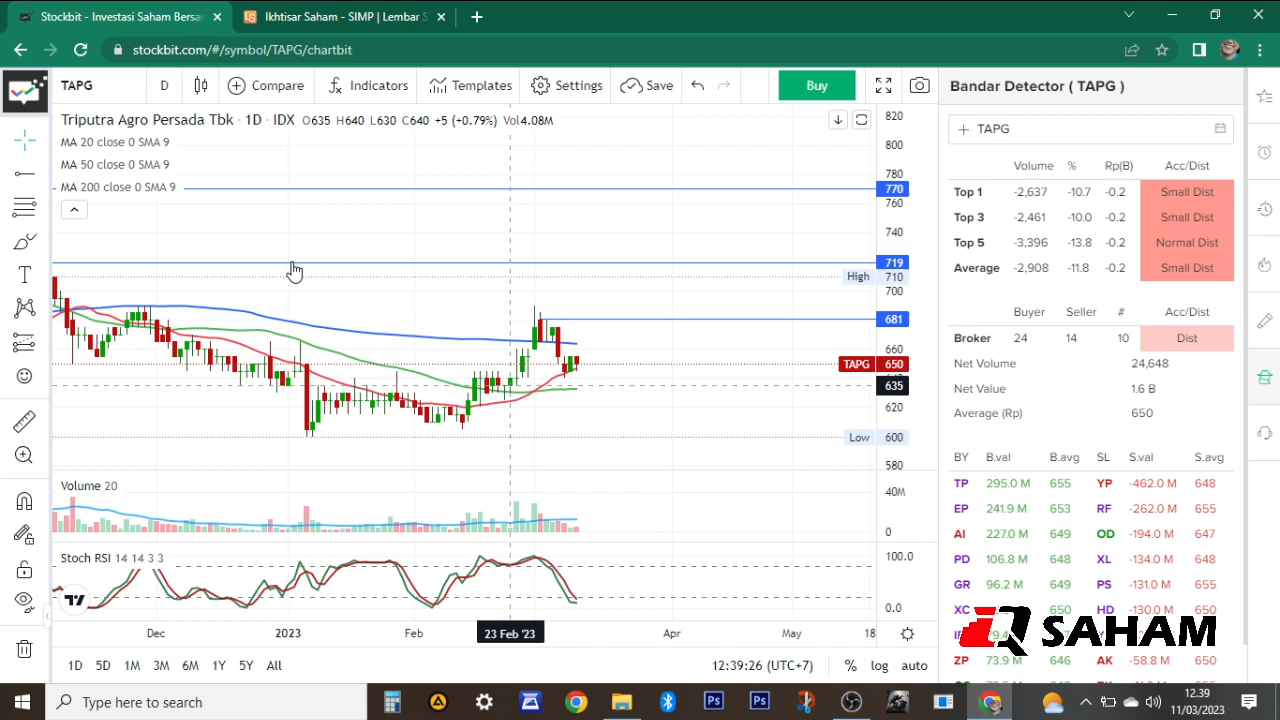 Stockbit - Investasi Saham Bersa
Ikhtisar Saham - SIMP | Lembar S
stockbit.com/#/symbol/TAPG/chartbit
TAPG D Compare Indicators Templates Settings Save Buy
Triputra Agro Persada Tbk · 1D · IDX O635 H640 L630 C640 +5 (+0.79%) Vol4.08M
MA 20 close 0 SMA 9
MA 50 close 0 SMA 9
MA 200 close 0 SMA 9
820
800
780
770
760
740
719
High 710
700
681
660
TAPG 650
635
620
Low 600
580
Volume 20
40M
0
Stoch RSI 14 14 3 3
100.0
0.0
Dec 2023 Feb 23 Feb '23 Apr May 18
1D 5D 1M 3M 6M 1Y 5Y All 12:39:26 (UTC+7) % log auto
Bandar Detector ( TAPG )
TAPG
Volume % Rp(B) Acc/Dist
Top 1 -2,637 -10.7 -0.2 Small Dist
Top 3 -2,461 -10.0 -0.2 Small Dist
Top 5 -3,396 -13.8 -0.2 Normal Dist
Average -2,908 -11.8 -0.2 Small Dist
Buyer Seller # Acc/Dist
Broker 24 14 10 Dist
Net Volume 24,648
Net Value 1.6 B
Average (Rp) 650
BY B.val B.avg SL S.val S.avg
TP 295.0 M 655 YP -462.0 M 648
EP 241.9 M 653 RF -262.0 M 655
AI 227.0 M 649 OD -194.0 M 647
PD 106.8 M 648 XL -134.0 M 648
GR 96.2 M 649 PS -131.0 M 655
XC 650 HD -130.0 M 650
ZP 73.9 M 646 AK -58.8 M 650
SAHAM
Type here to search
12.39
11/03/2023